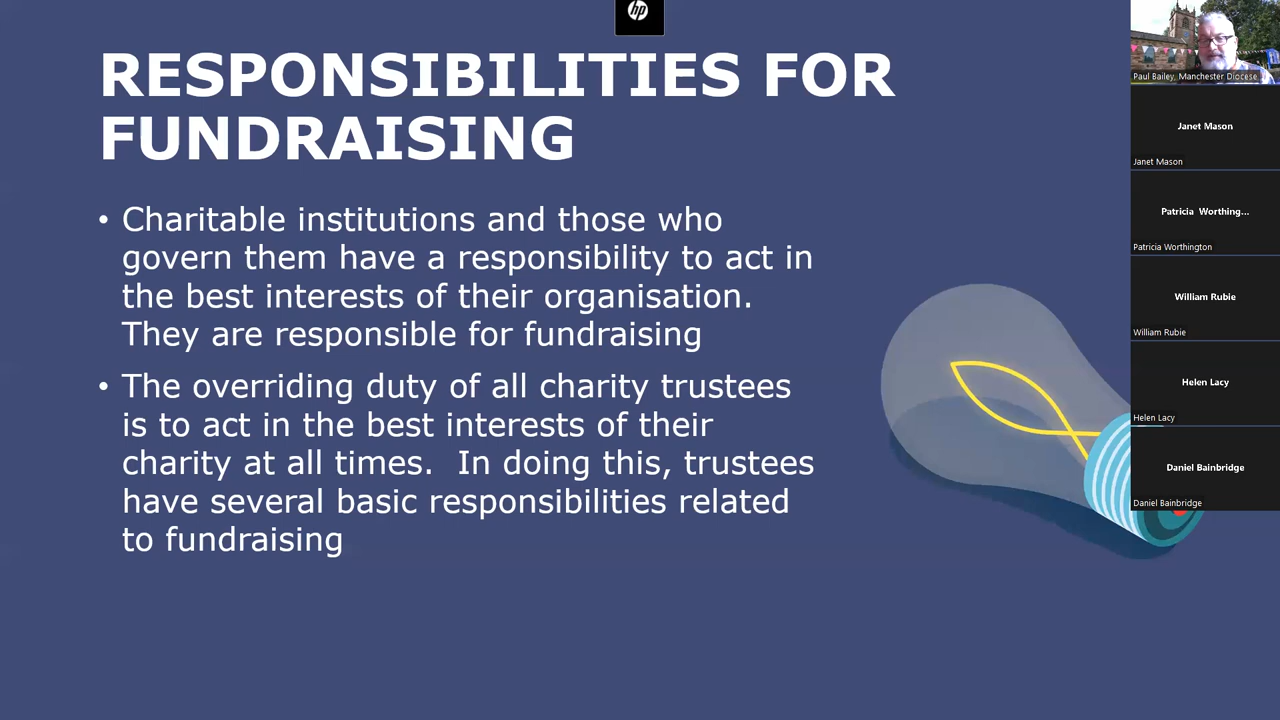 hp
RESPONSIBILITIES FOR
FUNDRAISING
• Charitable institutions and those who
govern them have a responsibility to act in
the best interests of their organisation.
They are responsible for fundraising
• The overriding duty of all charity trustees
is to act in the best interests of their
charity at all times.  In doing this, trustees
have several basic responsibilities related
to fundraising
Paul Bailey, Manchester Diocese...
Janet Mason
Janet Mason
Patricia Worthing...
Patricia Worthington
William Rubie
William Rubie
Helen Lacy
Helen Lacy
Daniel Bainbridge
Daniel Bainbridge